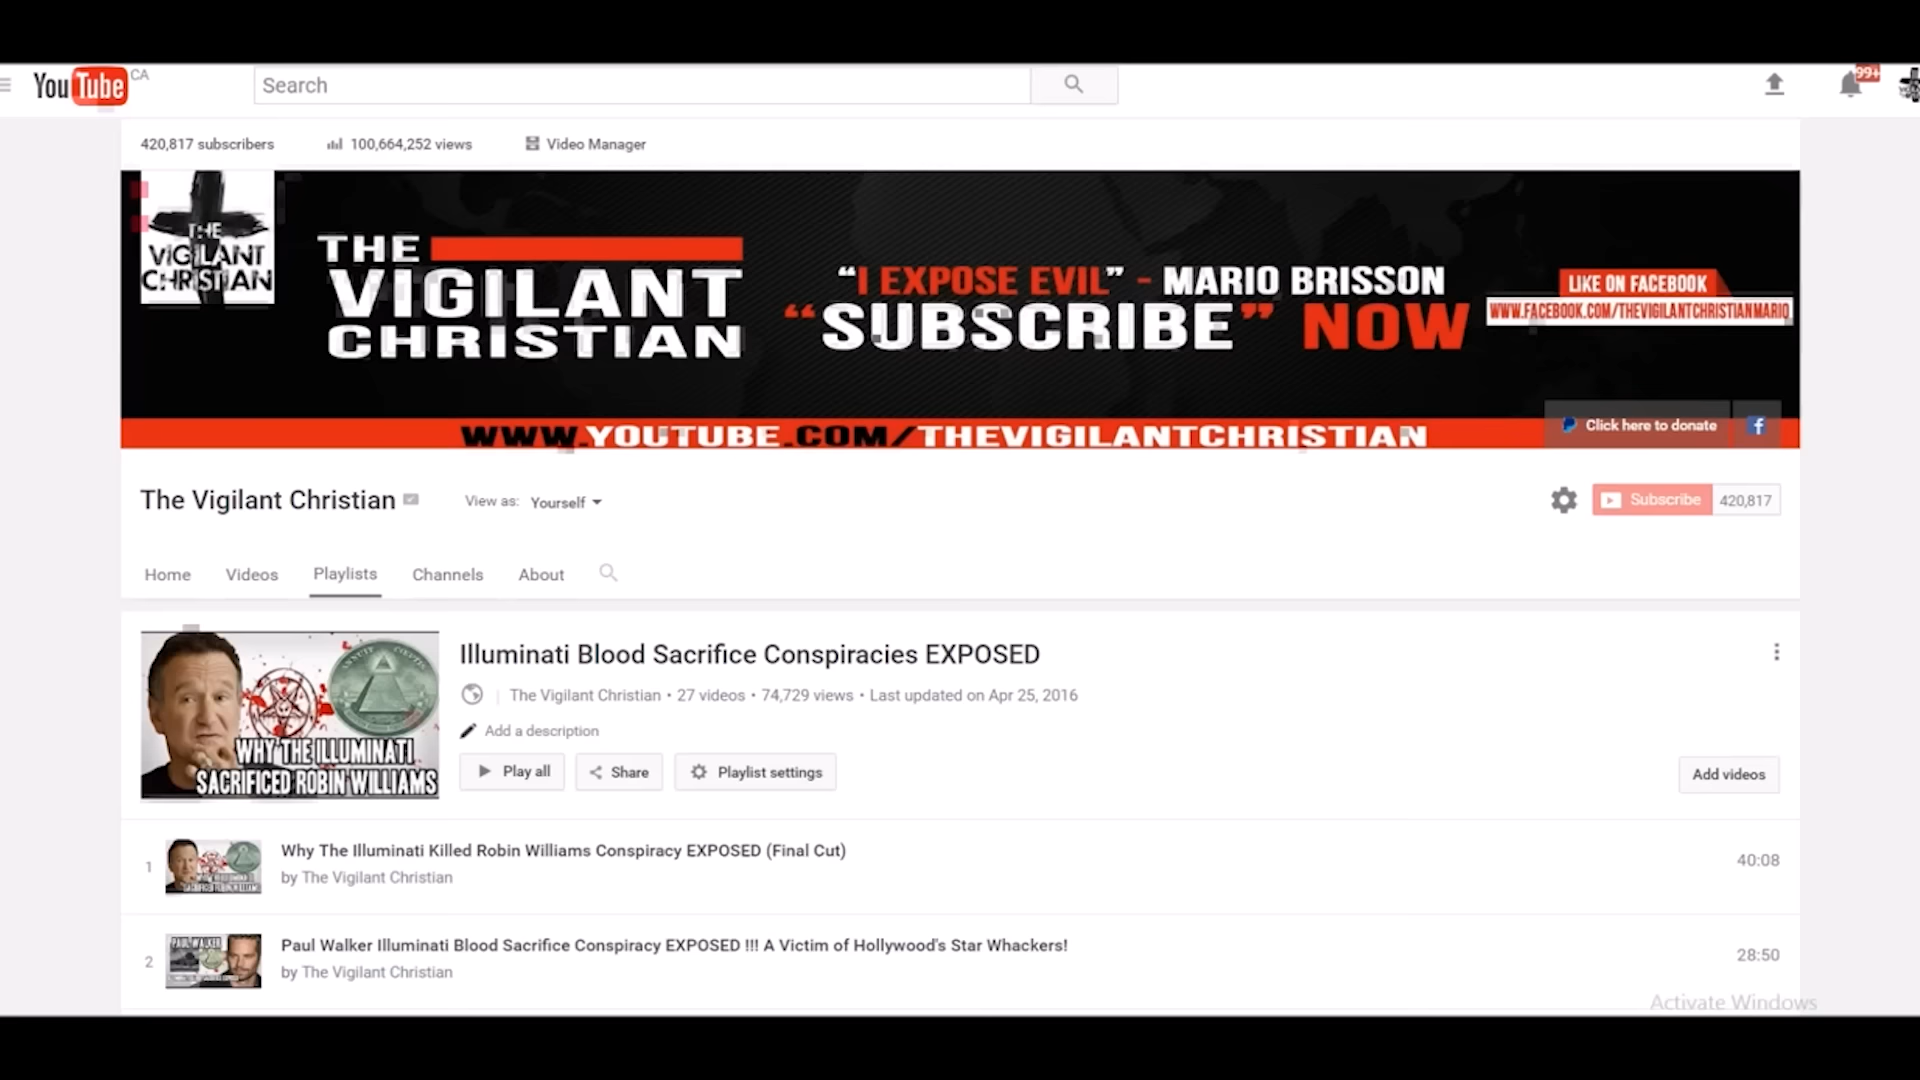 YouTube CA
Search
99+
420,817 subscribers
100,664,252 views
Video Manager
THE
VIGILANT
CHRISTIAN
THE
VIGILANT
CHRISTIAN
“I EXPOSE EVIL” - MARIO BRISSON
“SUBSCRIBE” NOW
LIKE ON FACEBOOK
WWW.FACEBOOK.COM/THEVIGILANTCHRISTIANMARIO
WWW.YOUTUBE.COM/THEVIGILANTCHRISTIAN
Click here to donate
f
The Vigilant Christian
View as: Yourself
Subscribe 420,817
Home
Videos
Playlists
Channels
About
ANNUIT COEPTIS
WHY THE ILLUMINATI
SACRIFICED ROBIN WILLIAMS
Illuminati Blood Sacrifice Conspiracies EXPOSED
The Vigilant Christian • 27 videos • 74,729 views • Last updated on Apr 25, 2016
Add a description
Play all
Share
Playlist settings
Add videos
1
Why The Illuminati Killed Robin Williams Conspiracy EXPOSED (Final Cut)
by The Vigilant Christian
40:08
2
PAUL WALKER
Paul Walker Illuminati Blood Sacrifice Conspiracy EXPOSED !!! A Victim of Hollywood's Star Whackers!
by The Vigilant Christian
28:50
Activate Windows